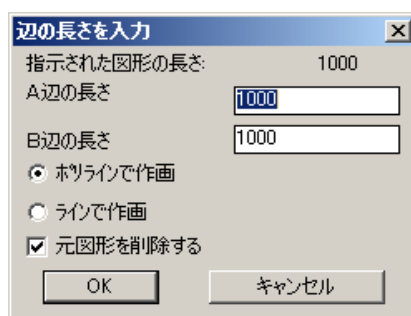 辺の長さを入力
指示された図形の長さ: 1000
A辺の長さ 1000
B辺の長さ 1000
ポリラインで作画
ラインで作画
元図形を削除する
OK キャンセル